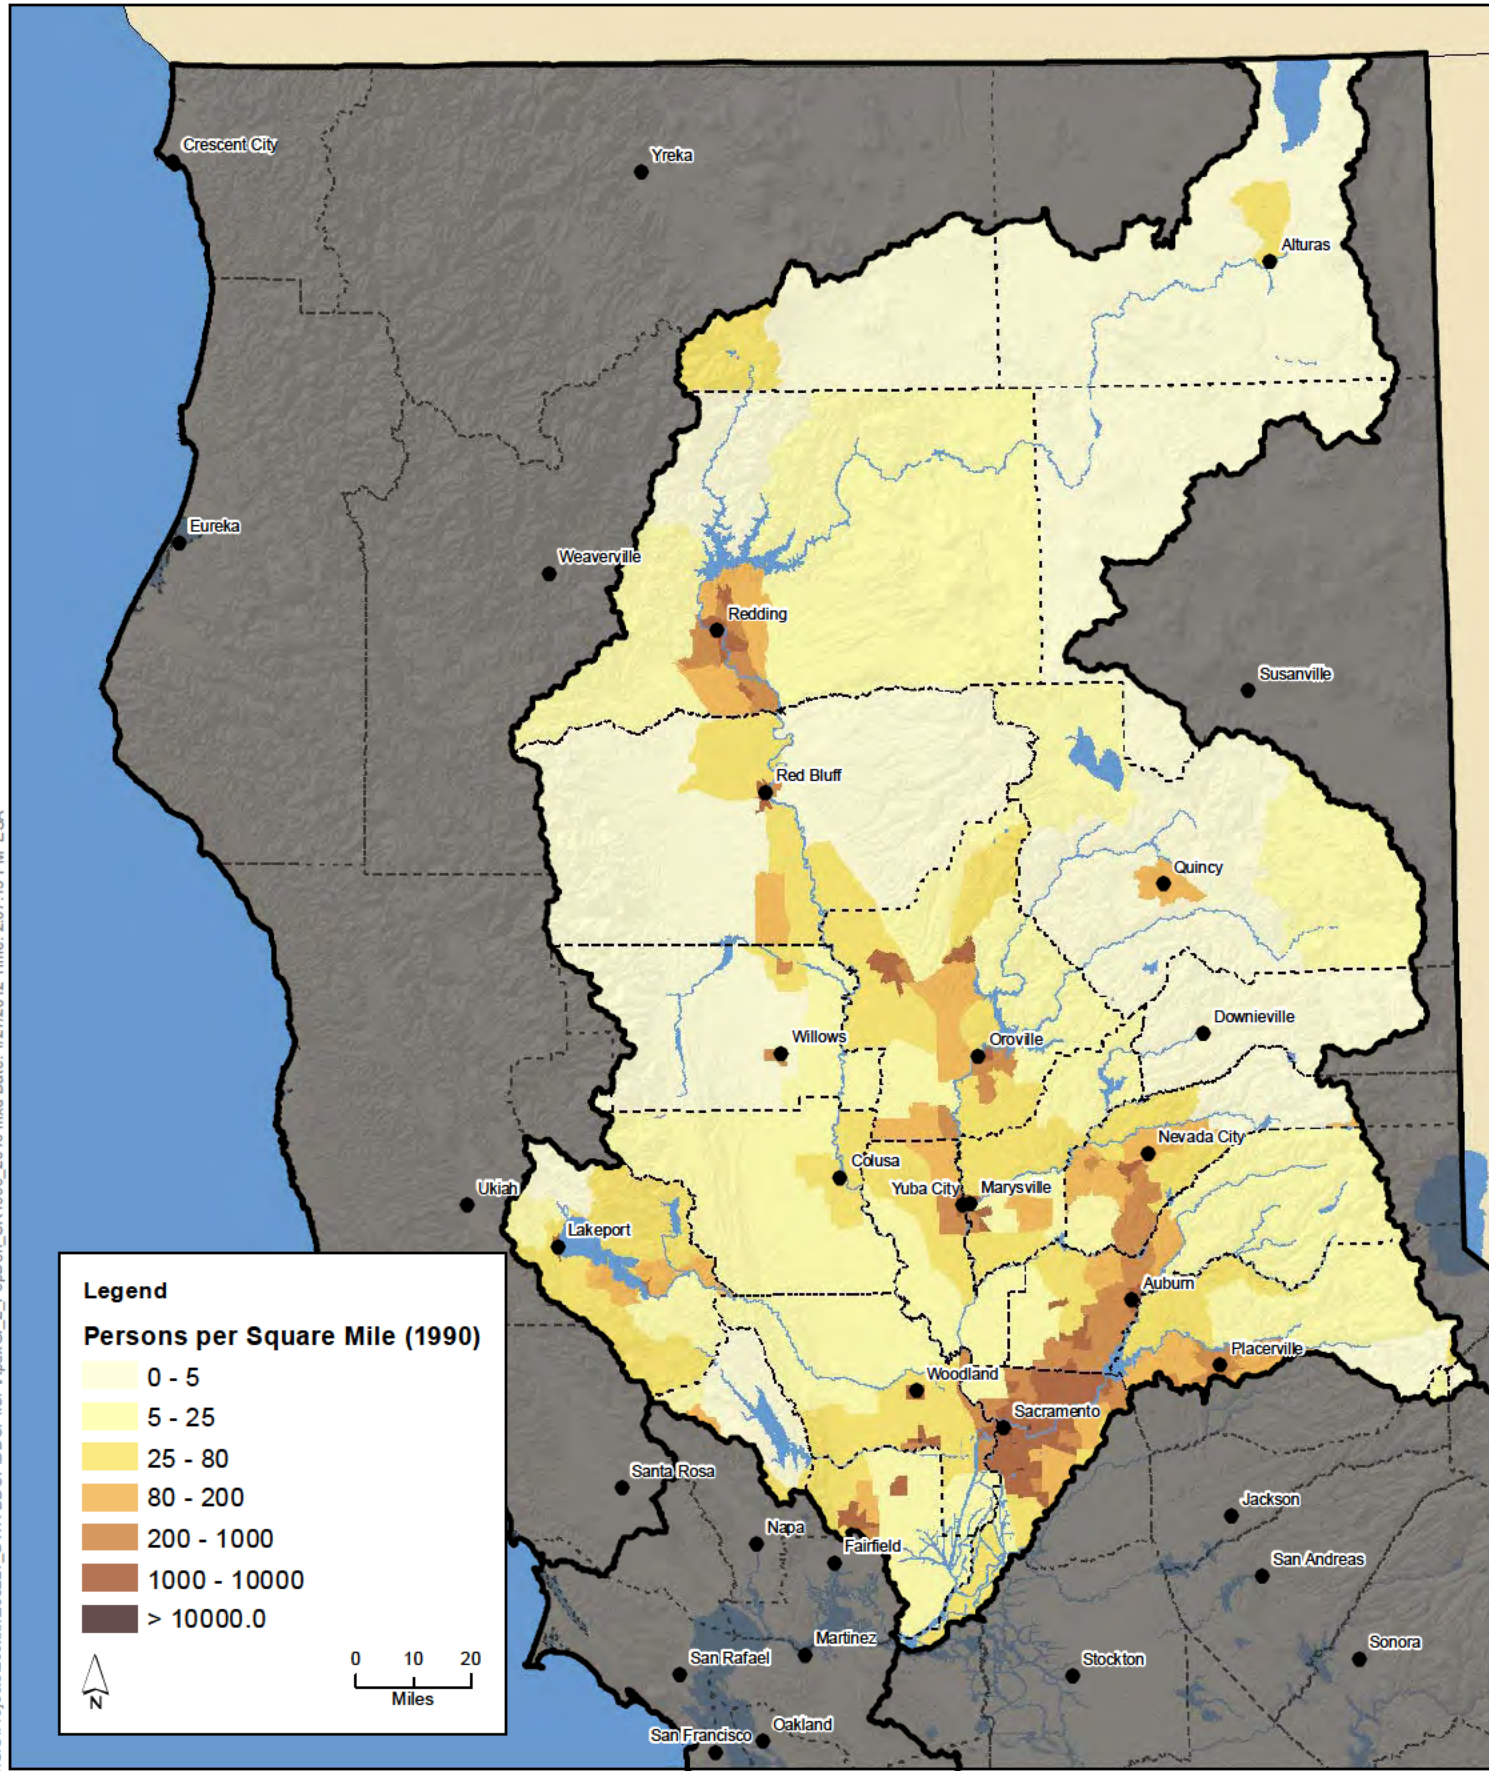 Crescent City
Yreka
Alturas
Eureka
Weaverville
Redding
Susanville
Red Bluff
Quincy
Willows
Oroville
Downieville
Nevada City
Colusa
Ukiah
Yuba City
Marysville
Lakeport
Auburn
Placerville
Woodland
Sacramento
Santa Rosa
Jackson
Napa
Fairfield
San Andreas
Martinez
San Rafael
Stockton
Sonora
Oakland
San Francisco
Legend
Persons per Square Mile (1990)
0 - 5
5 - 25
25 - 80
80 - 200
200 - 1000
1000 - 10000
> 10000.0
N
0 10 20
Miles